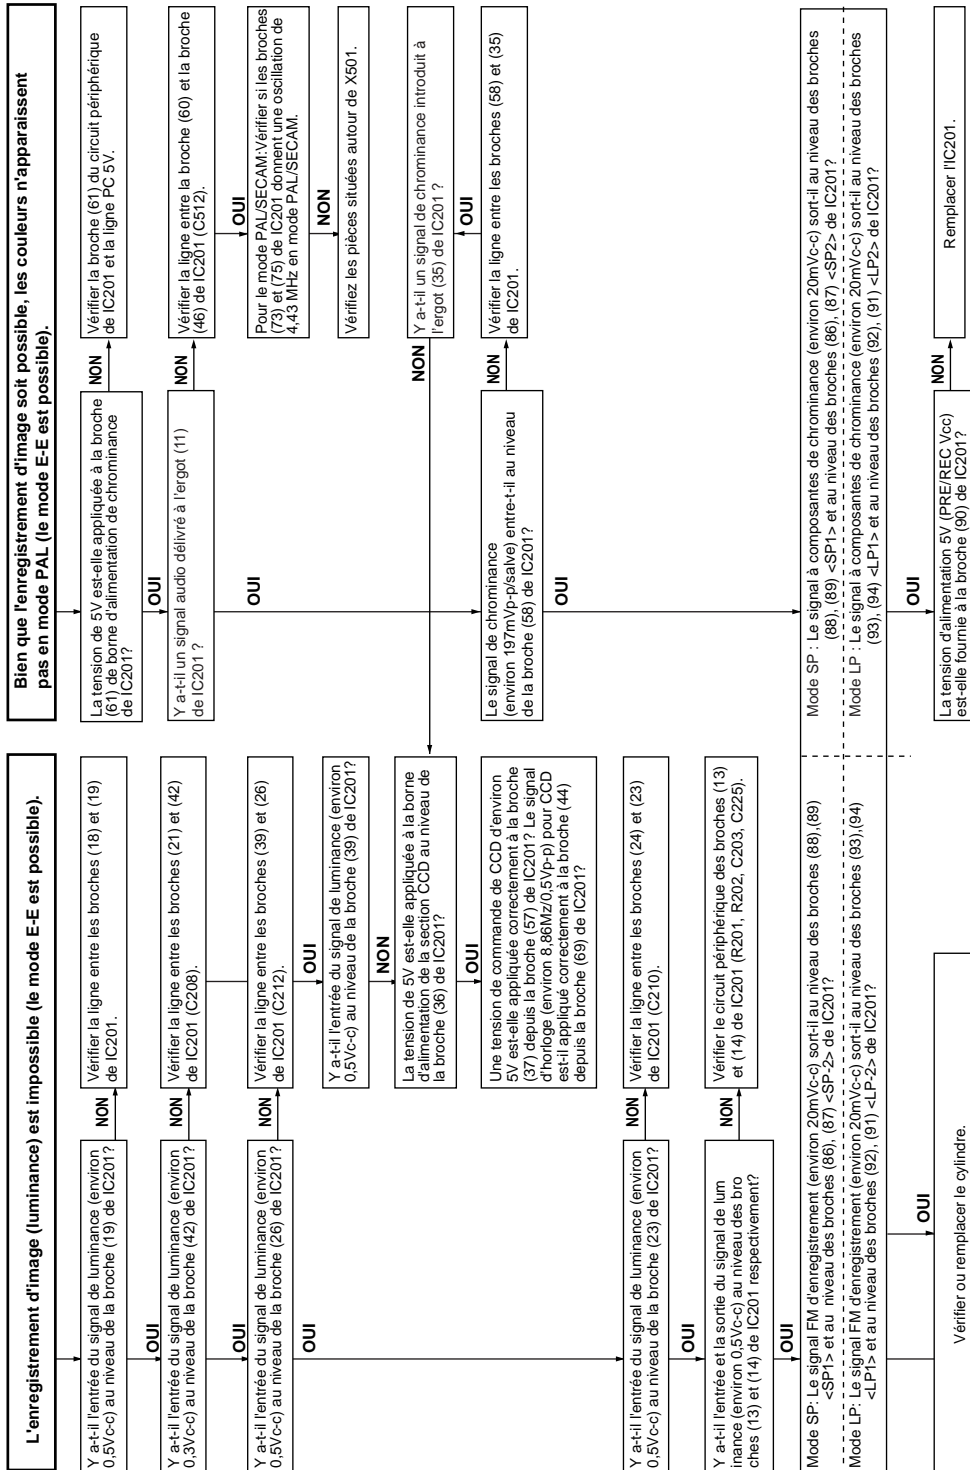 L'enregistrement d'image (luminance) est impossible (le mode E-E est possible).
Y a-t-il l'entrée du signal de luminance (environ
0,5Vc-c) au niveau de la broche (19) de IC201?
NON
Vérifier la ligne entre les broches (18) et (19)
de IC201.
OUI
Y a-t-il l'entrée du signal de luminance (environ
0,3Vc-c) au niveau de la broche (42) de IC201?
NON
Vérifier la ligne entre les broches (21) et (42)
de IC201 (C208).
OUI
Y a-t-il l'entrée du signal de luminance (environ
0,5Vc-c) au niveau de la broche (26) de IC201?
NON
Vérifier la ligne entre les broches (39) et (26)
de IC201 (C212).
OUI
OUI
Y a-t-il l'entrée du signal de luminance (environ
0,5Vc-c) au niveau de la broche (39) de IC201?
NON
La tension de 5V est-elle appliquée à la borne
d'alimentation de la section CCD au niveau de
la broche (36) de IC201?
OUI
Une tension de commande de CCD d'environ
5V est-elle appliquée correctement à la broche
(37) depuis la broche (57) de IC201? Le signal
d'horloge (environ 8,86Mz/0,5Vp-p) pour CCD
est-il appliqué correctement à la broche (44)
depuis la broche (69) de IC201?
Y a-t-il l'entrée du signal de luminance (environ
0,5Vc-c) au niveau de la broche (23) de IC201?
NON
Vérifier la ligne entre les broches (24) et (23)
de IC201 (C210).
OUI
Y a-t-il l'entrée et la sortie du signal de lum
inance (environ 0,5Vc-c) au niveau des bro
ches (13) et (14) de IC201 respectivement?
NON
Vérifier le circuit périphérique des broches (13)
et (14) de IC201 (R201, R202, C203, C225).
OUI
Mode SP: Le signal FM d'enregistrement (environ 20mVc-c) sort-il au niveau des broches (88),(89)
<SP1> et au niveau des broches (86), (87) <SP-2> de IC201?
Mode LP: Le signal FM d'enregistrement (environ 20mVc-c) sort-il au niveau des broches (93),(94)
<LP1> et au niveau des broches (92), (91) <LP-2> de IC201?
OUI
Vérifier ou remplacer le cylindre.
Bien que l'enregistrement d'image soit possible, les couleurs n'apparaissent
pas en mode PAL (le mode E-E est possible).
La tension de 5V est-elle appliquée à la broche
(61) de borne d'alimentation de chrominance
de IC201?
NON
Vérifier la broche (61) du circuit périphérique
de IC201 et la ligne PC 5V.
OUI
Y a-t-il un signal audio délivré à l'ergot (11)
de IC201 ?
NON
Vérifier la ligne entre la broche (60) et la broche
(46) de IC201 (C512).
OUI
OUI
Pour le mode PAL/SECAM:Vérifier si les broches
(73) et (75) de IC201 donnent une oscillation de
4,43 MHz en mode PAL/SECAM.
NON
Vérifiez les pièces situées autour de X501.
Y a-t-il un signal de chrominance introduit à
l'ergot (35) de IC201 ?
NON
OUI
Le signal de chrominance
(environ 197mVp-p/salve) entre-t-il au niveau
de la broche (58) de IC201?
NON
Vérifier la ligne entre les broches (58) et (35)
de IC201.
OUI
Mode SP : Le signal à composantes de chrominance (environ 20mVc-c) sort-il au niveau des broches
(88), (89) <SP1> et au niveau des broches (86), (87) <SP2> de IC201?
Mode LP : Le signal à composantes de chrominance (environ 20mVc-c) sort-il au niveau des broches
(93), (94) <LP1> et au niveau des broches (92), (91) <LP2> de IC201?
OUI
La tension d'alimentation 5V (PRE/REC Vcc)
est-elle fournie à la broche (90) de IC201?
NON
Remplacer l'IC201.